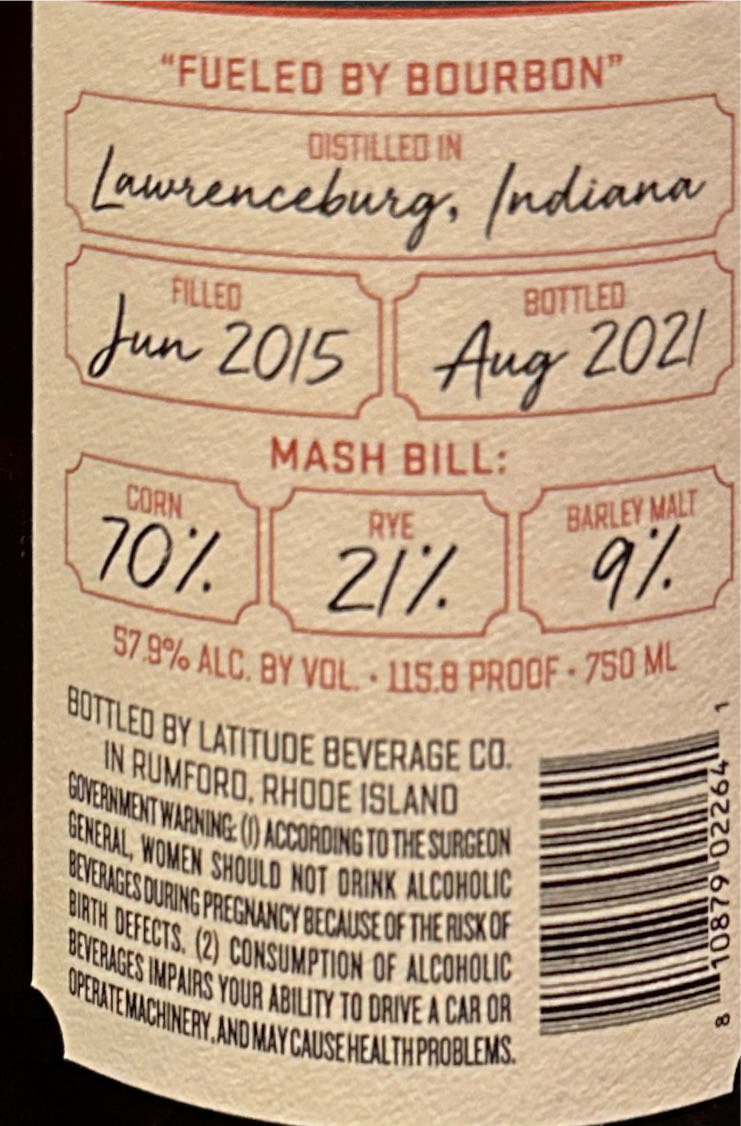 "FUELED BY BOURBON"
DISTILLED IN
Lawrenceburg, Indiana
FILLED
Jun 2015
BOTTLED
Aug 2021
MASH BILL:
CORN
70%
RYE
21%
BARLEY MALT
9%
57.9% ALC. BY VOL. · 115.8 PROOF · 750 ML
BOTTLED BY LATITUDE BEVERAGE CO.
IN RUMFORD, RHODE ISLAND
GOVERNMENT WARNING: (1) ACCORDING TO THE SURGEON
GENERAL, WOMEN SHOULD NOT DRINK ALCOHOLIC
BEVERAGES DURING PREGNANCY BECAUSE OF THE RISK OF
BIRTH DEFECTS. (2) CONSUMPTION OF ALCOHOLIC
BEVERAGES IMPAIRS YOUR ABILITY TO DRIVE A CAR OR
OPERATE MACHINERY, AND MAY CAUSE HEALTH PROBLEMS.
8 10879 02264 1